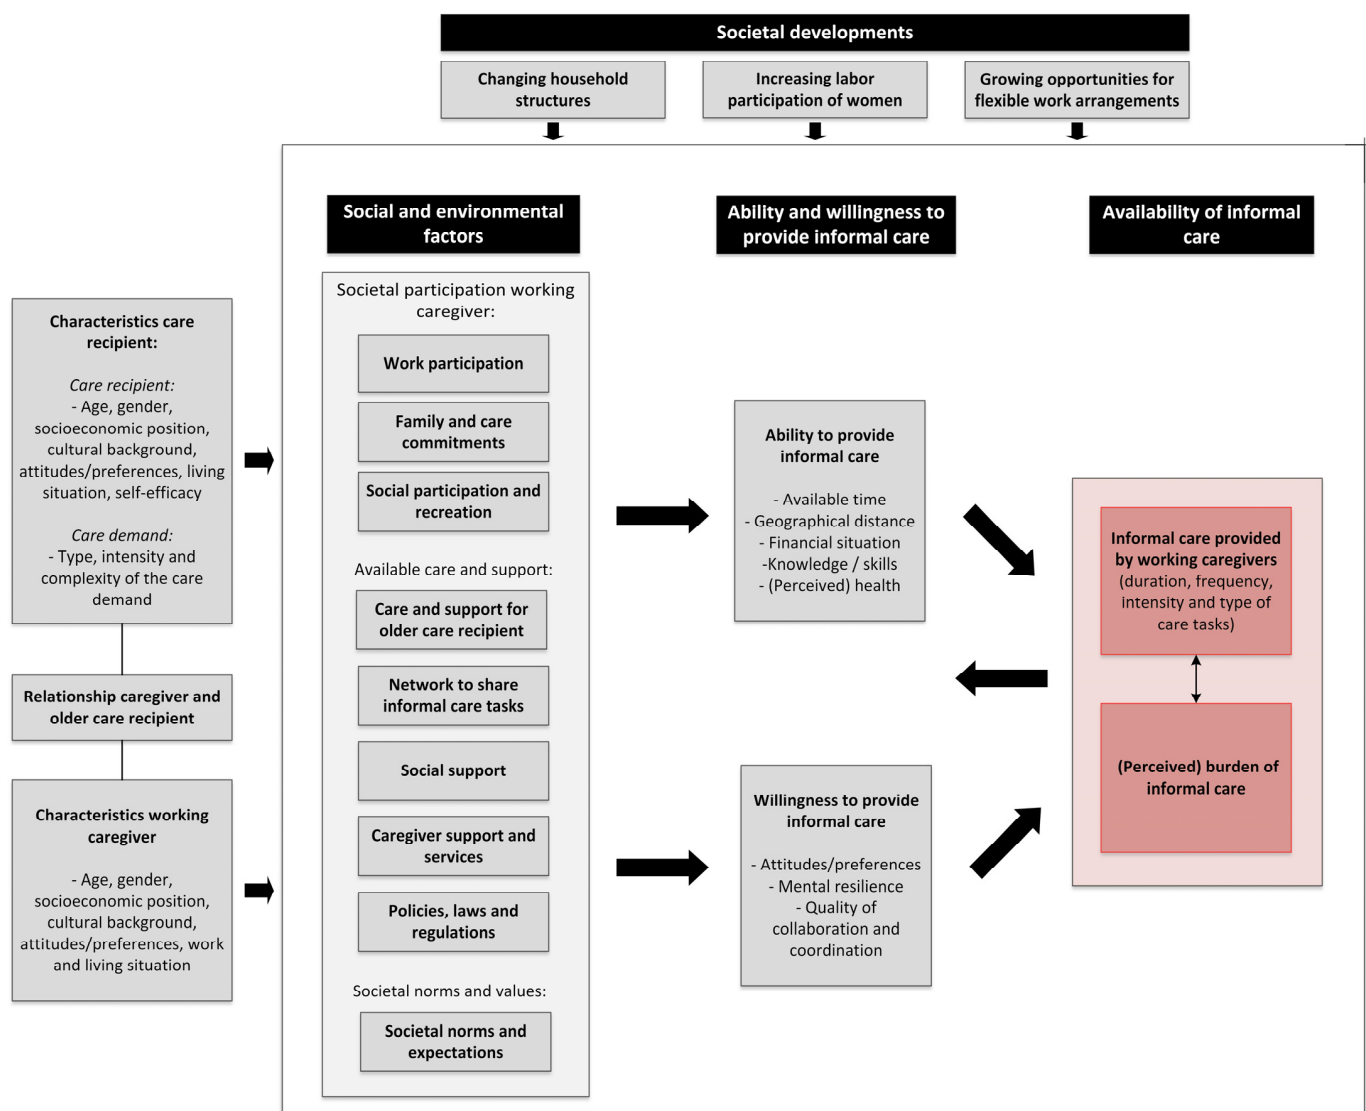 Societal developments
Changing household
structures
Increasing labor
participation of women
Growing opportunities for
flexible work arrangements
Social and environmental
factors
Ability and willingness to
provide informal care
Availability of informal
care
Characteristics care
recipient:
Care recipient:
- Age, gender,
socioeconomic position,
cultural background,
attitudes/preferences, living
situation, self-efficacy
Care demand:
- Type, intensity and
complexity of the care
demand
Relationship caregiver and
older care recipient
Characteristics working
caregiver
- Age, gender,
socioeconomic position,
cultural background,
attitudes/preferences, work
and living situation
Societal participation working
caregiver:
Work participation
Family and care
commitments
Social participation and
recreation
Available care and support:
Care and support for
older care recipient
Network to share
informal care tasks
Social support
Caregiver support and
services
Policies, laws and
regulations
Societal norms and values:
Societal norms and
expectations
Ability to provide
informal care
- Available time
- Geographical distance
- Financial situation
-Knowledge / skills
- (Perceived) health
Willingness to provide
informal care
- Attitudes/preferences
- Mental resilience
- Quality of
collaboration and
coordination
Informal care provided
by working caregivers
(duration, frequency,
intensity and type of
care tasks)
(Perceived) burden of
informal care